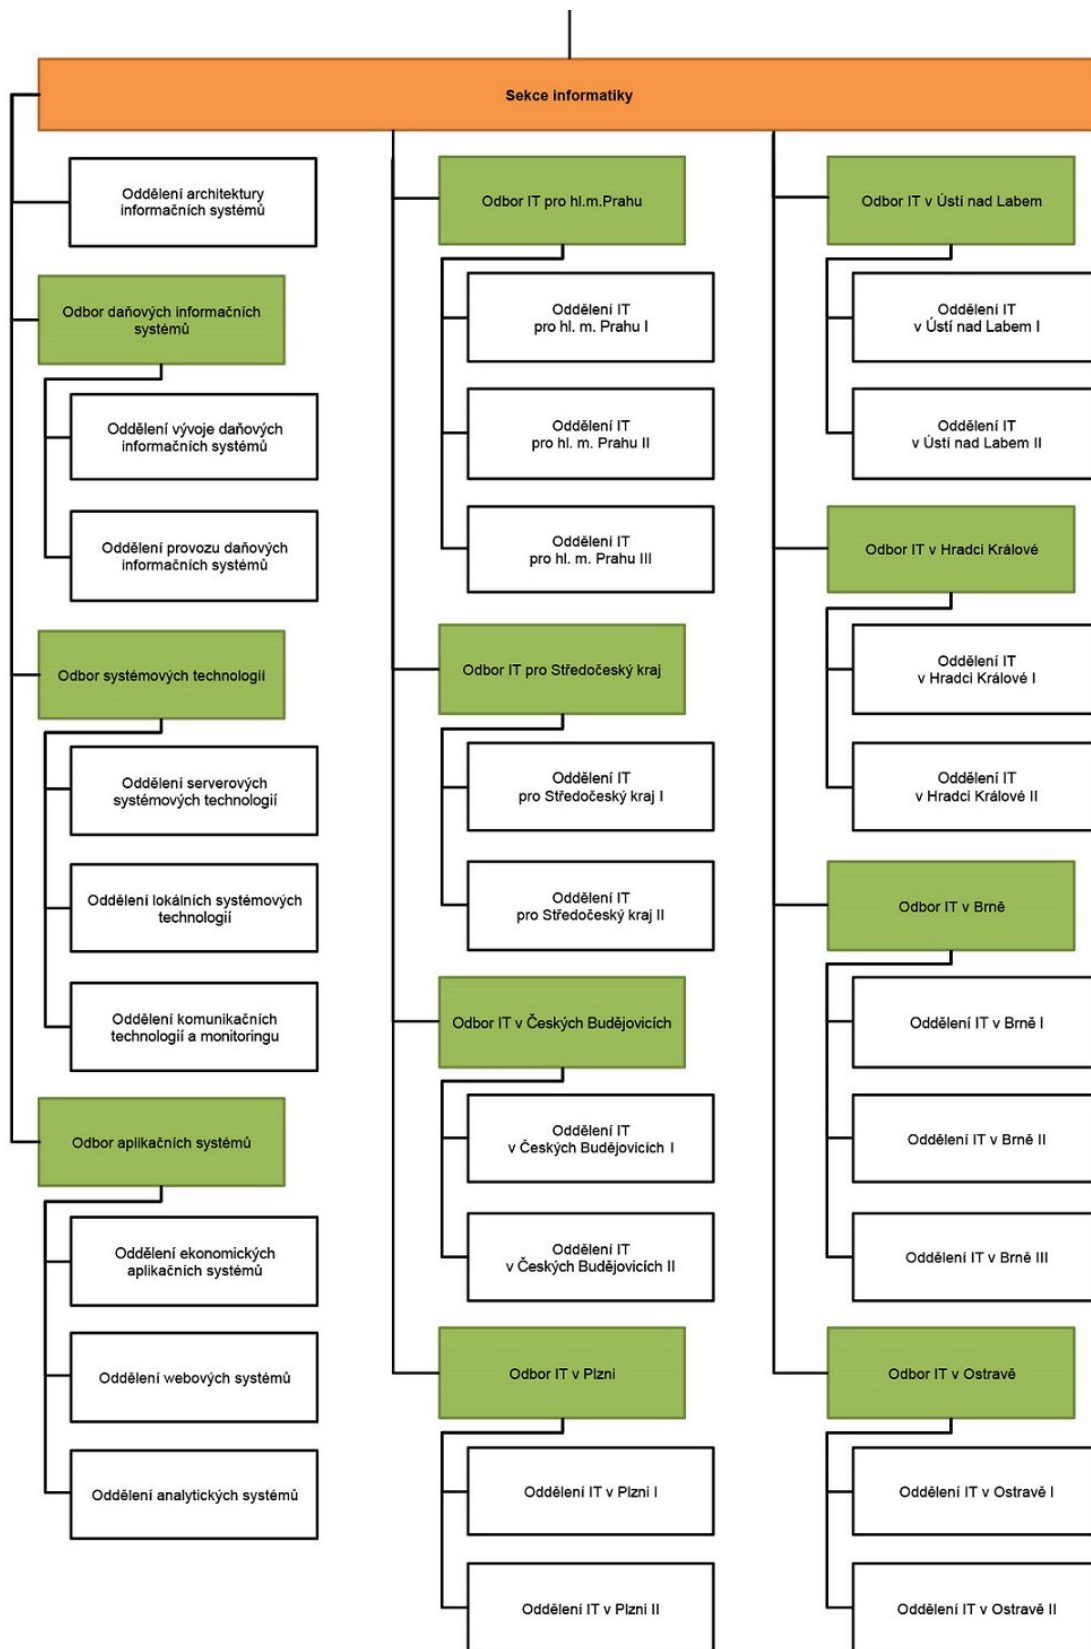 Sekce informatiky
Oddělení architektury
informačních systémů
Odbor daňových informačních
systémů
Oddělení vývoje daňových
informačních systémů
Oddělení provozu daňových
informačních systémů
Odbor systémových technologií
Oddělení serverových
systémových technologií
Oddělení lokálních systémových
technologií
Oddělení komunikačních
technologií a monitoringu
Odbor aplikačních systémů
Oddělení ekonomických
aplikačních systémů
Oddělení webových systémů
Oddělení analytických systémů
Odbor IT pro hl.m.Prahu
Oddělení IT
pro hl. m. Prahu I
Oddělení IT
pro hl. m. Prahu II
Oddělení IT
pro hl. m. Prahu III
Odbor IT pro Středočeský kraj
Oddělení IT
pro Středočeský kraj I
Oddělení IT
pro Středočeský kraj II
Odbor IT v Českých Budějovicích
Oddělení IT
v Českých Budějovicích I
Oddělení IT
v Českých Budějovicích II
Odbor IT v Plzni
Oddělení IT v Plzni I
Oddělení IT v Plzni II
Odbor IT v Ústí nad Labem
Oddělení IT
v Ústí nad Labem I
Oddělení IT
v Ústí nad Labem II
Odbor IT v Hradci Králové
Oddělení IT
v Hradci Králové I
Oddělení IT
v Hradci Králové II
Odbor IT v Brně
Oddělení IT v Brně I
Oddělení IT v Brně II
Oddělení IT v Brně III
Odbor IT v Ostravě
Oddělení IT v Ostravě I
Oddělení IT v Ostravě II